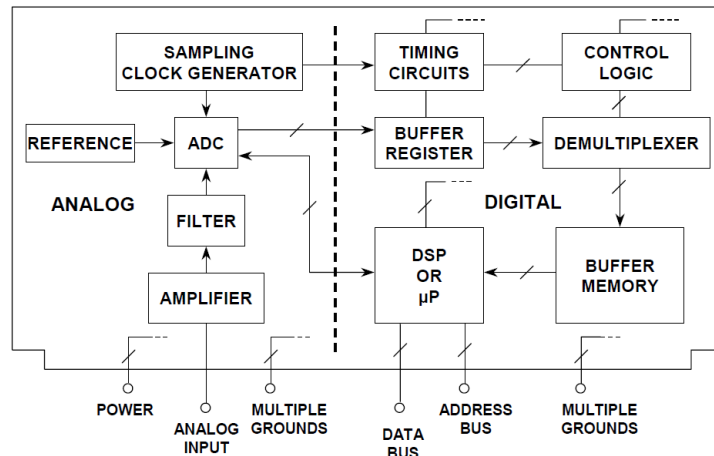 SAMPLING
CLOCK GENERATOR
TIMING
CIRCUITS
CONTROL
LOGIC
REFERENCE
ADC
BUFFER
REGISTER
DEMULTIPLEXER
ANALOG
FILTER
DIGITAL
DSP
OR
µP
BUFFER
MEMORY
AMPLIFIER
POWER
ANALOG
INPUT
MULTIPLE
GROUNDS
DATA
BUS
ADDRESS
BUS
MULTIPLE
GROUNDS